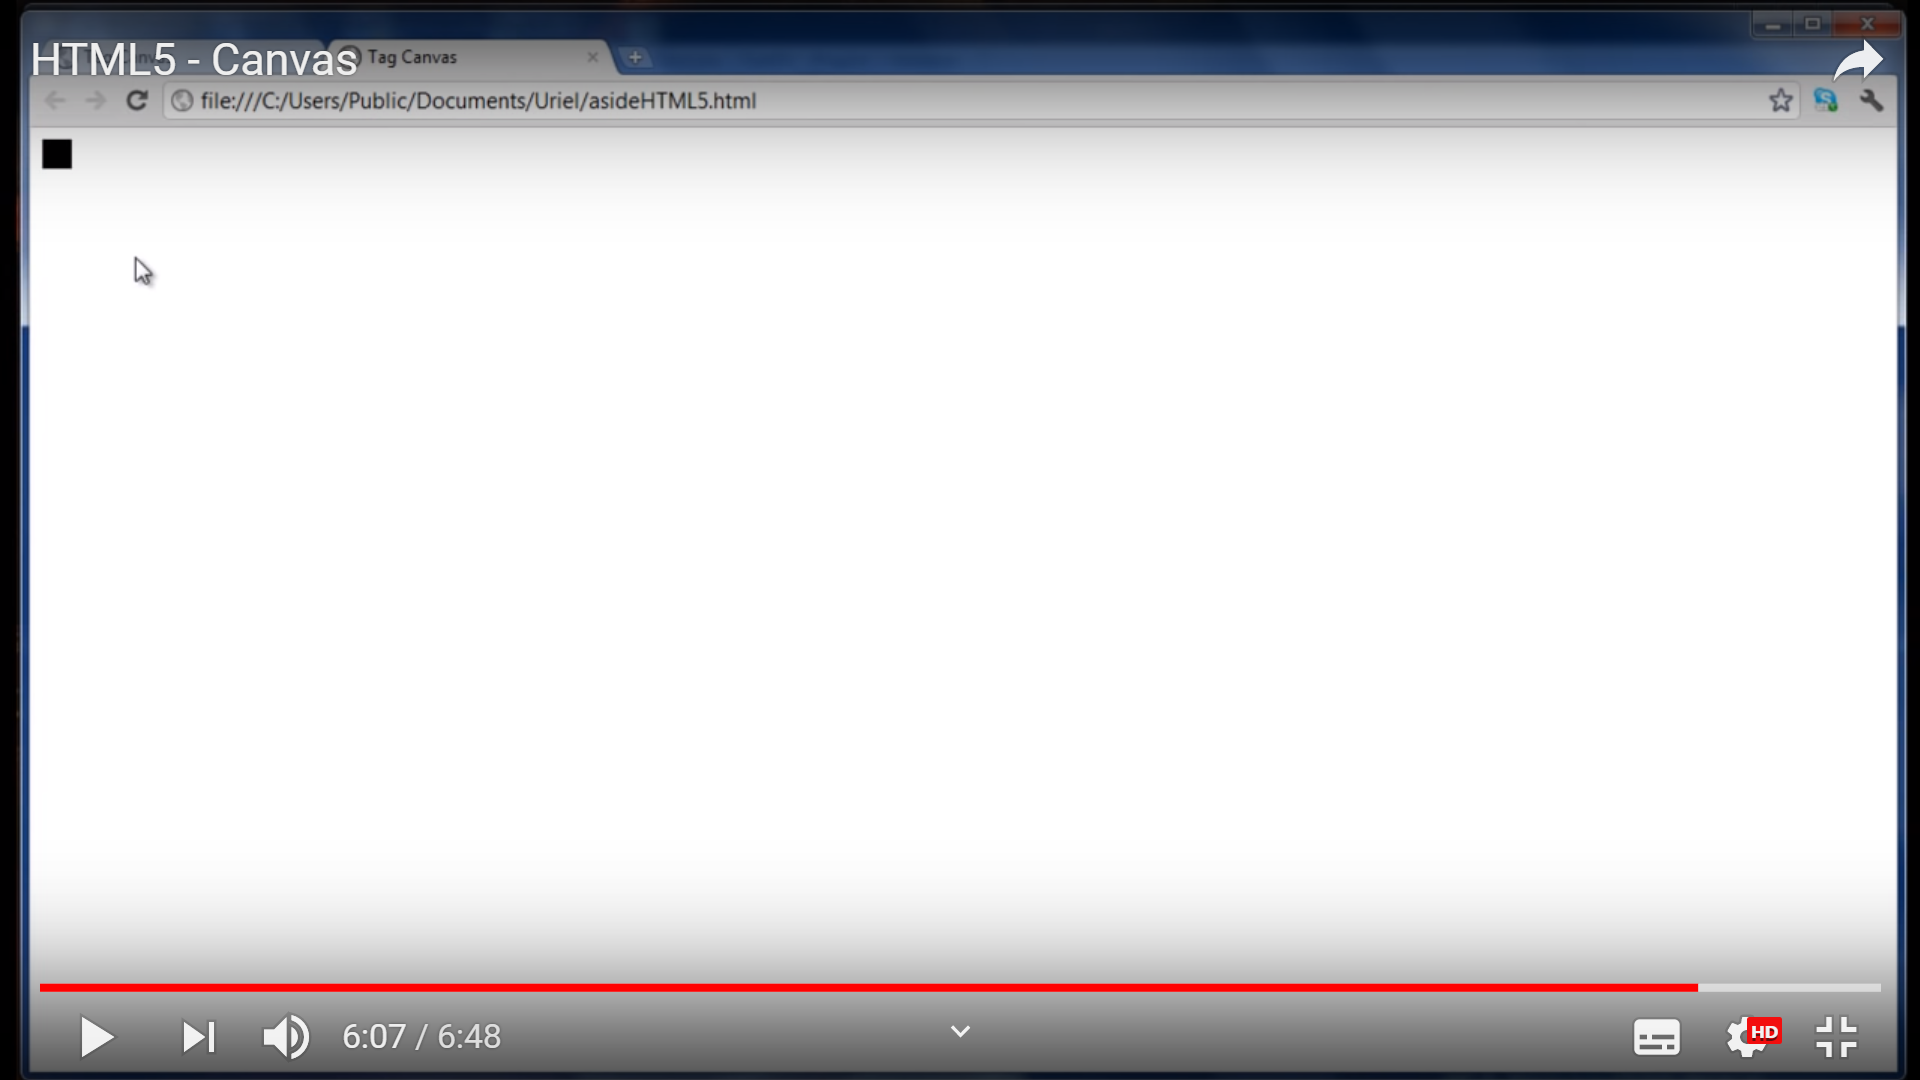 HTML5 - Canvas
Tag Canvas
file:///C:/Users/Public/Documents/Uriel/asideHTML5.html
6:07 / 6:48
HD